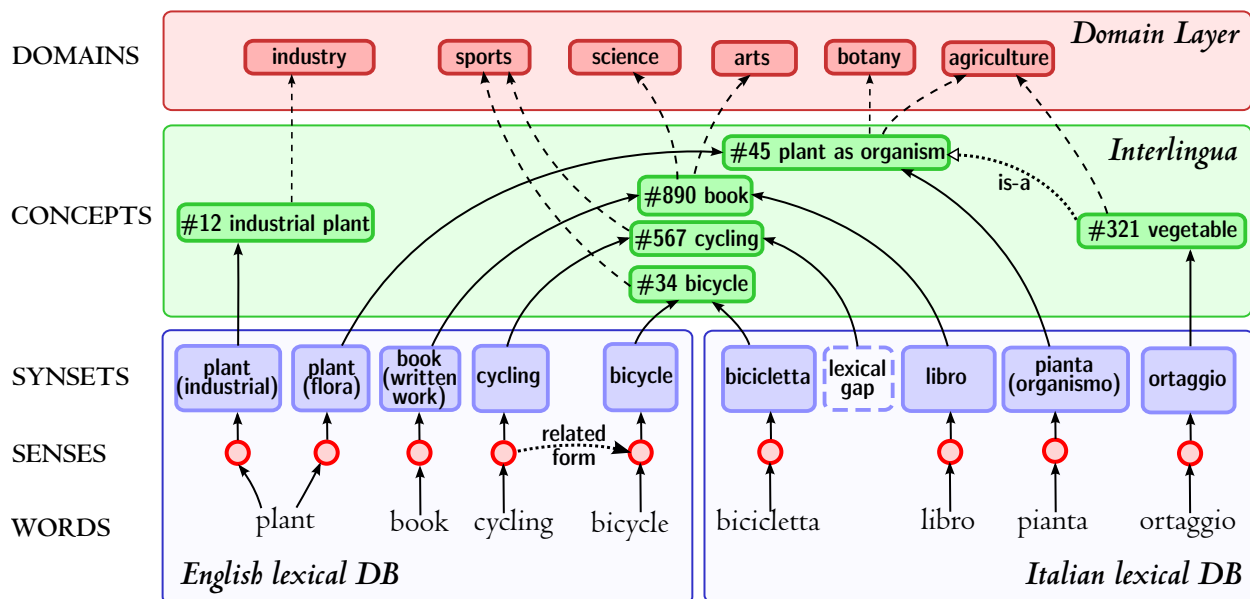 Domain Layer
DOMAINS
industry
sports
science
arts
botany
agriculture
Interlingua
#45 plant as organism
is-a
#890 book
CONCEPTS
#12 industrial plant
#567 cycling
#321 vegetable
#34 bicycle
SYNSETS
plant
(industrial)
plant
(flora)
book
(written
work)
cycling
bicycle
bicicletta
lexical
gap
libro
pianta
(organismo)
ortaggio
SENSES
related
form
WORDS
plant
book
cycling
bicycle
bicicletta
libro
pianta
ortaggio
English lexical DB
Italian lexical DB